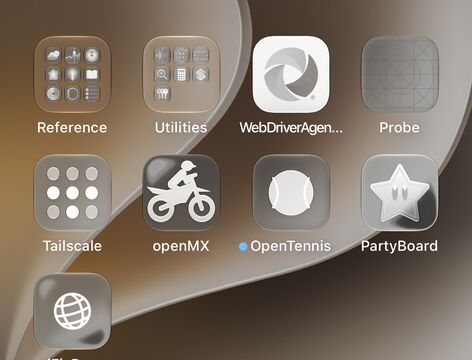 Reference
Utilities
WebDriverAgen...
Probe
Tailscale
openMX
OpenTennis
PartyBoard